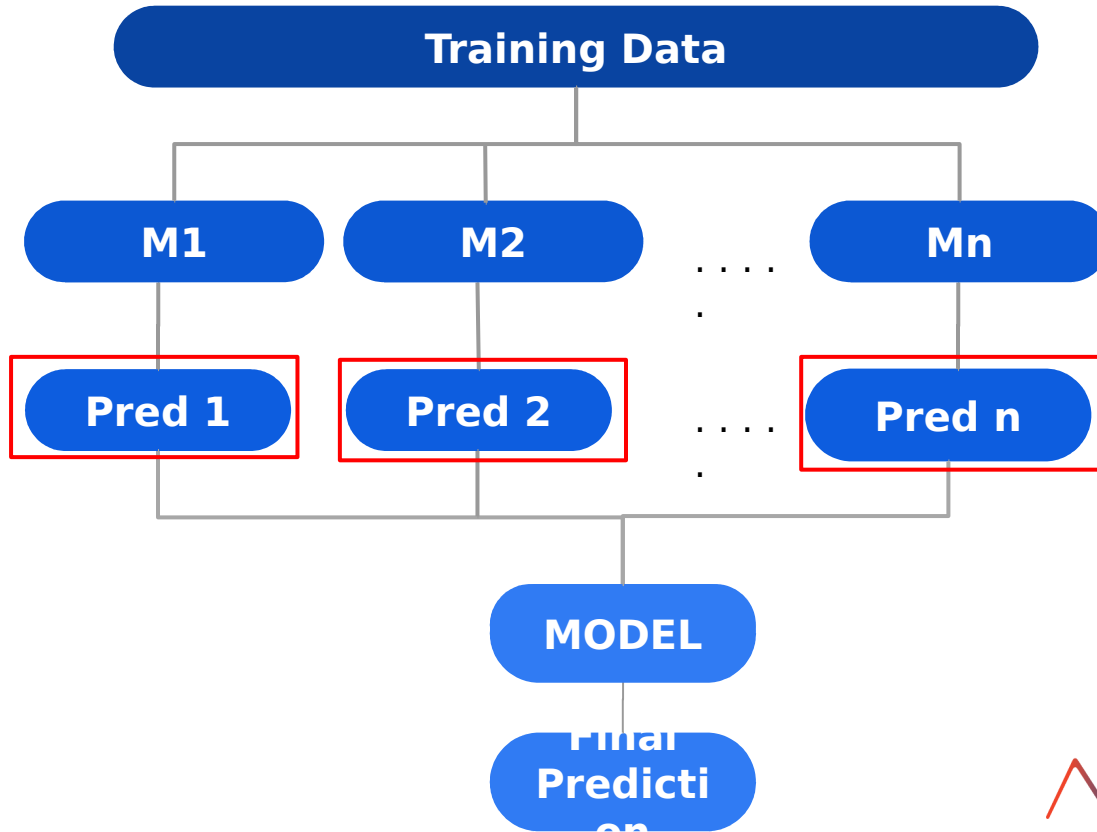 Training Data
M1
M2
. . . .
.
Mn
Pred 1
Pred 2
. . . .
.
Pred n
MODEL
Final
Predicti
on